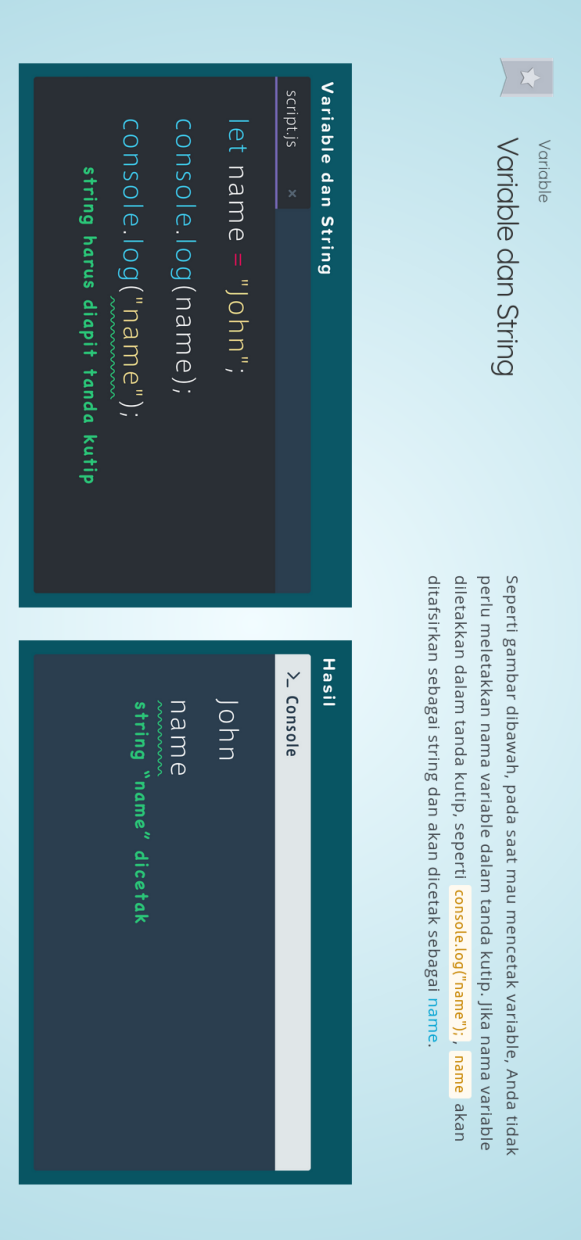 Variable
Variable dan String
Seperti gambar dibawah, pada saat mau mencetak variable, Anda tidak
perlu meletakkan nama variable dalam tanda kutip. Jika nama variable
diletakkan dalam tanda kutip, seperti console.log("name"); , name akan
ditafsirkan sebagai string dan akan dicetak sebagai name.
Variable dan String
script.js ×
let name = "John";
console.log(name);
console.log("name");
string harus diapit tanda kutip
Hasil
>_ Console
John
name
string “name” dicetak